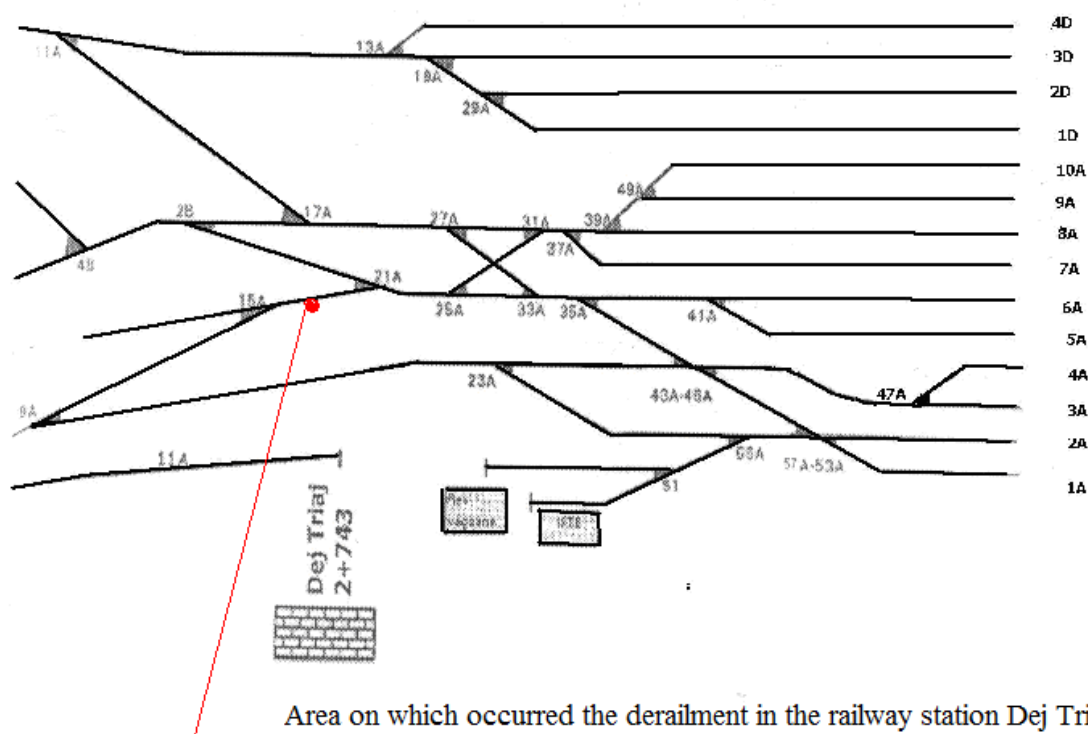 4D
13A
11A
3D
19A
2D
29A
1D
10A
49A
9A
2B
17A
27A
31A
39A
8A
37A
4B
7A
21A
15A
25A
33A
35A
6A
41A
5A
23A
43A-45A
47A
4A
9A
3A
2A
57A-53A
11A
51
1A
Dej Triaj
2+743
Area on which occurred the derailment in the railway station Dej Tri